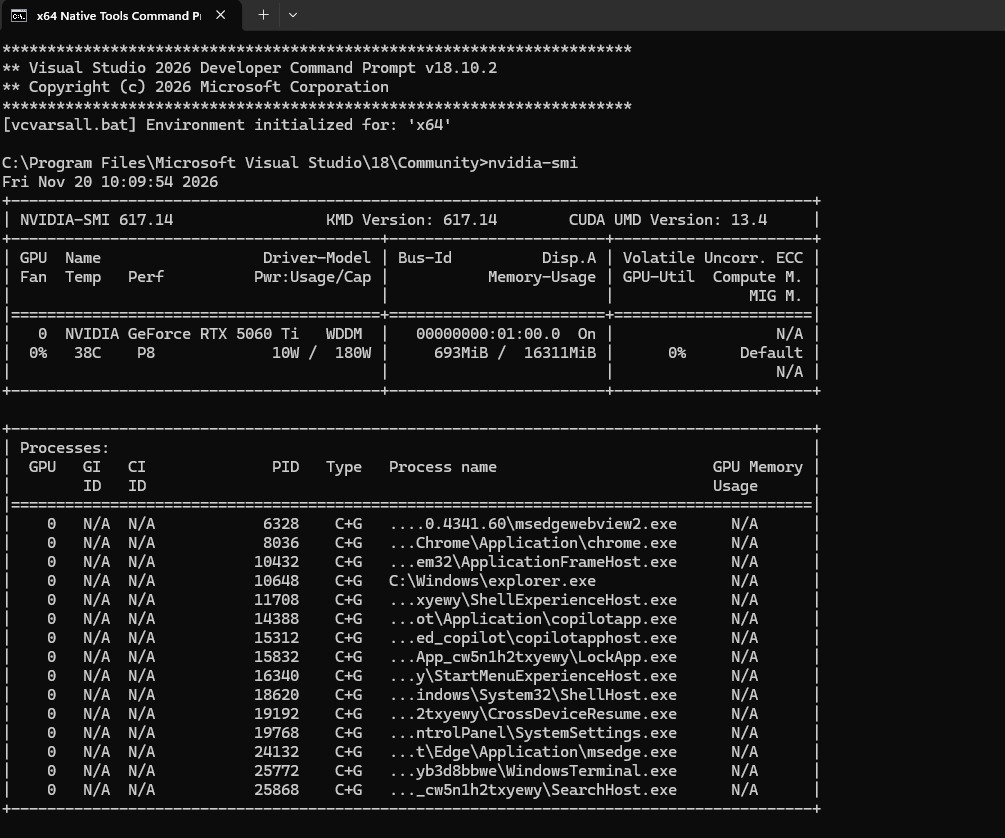 x64 Native Tools Command Pr
**********************************************************************
** Visual Studio 2026 Developer Command Prompt v18.10.2
** Copyright (c) 2026 Microsoft Corporation
**********************************************************************
[vcvarsall.bat] Environment initialized for: 'x64'
C:\Program Files\Microsoft Visual Studio\18\Community>nvidia-smi
Fri Nov 20 10:09:54 2026
+-----------------------------------------------------------------------------------------+
| NVIDIA-SMI 617.14                 KMD Version: 617.14        CUDA UMD Version: 13.4     |
+-----------------------------------------+------------------------+----------------------+
| GPU  Name                  Driver-Model | Bus-Id          Disp.A | Volatile Uncorr. ECC |
| Fan  Temp   Perf          Pwr:Usage/Cap |           Memory-Usage | GPU-Util  Compute M. |
|                                         |                        |               MIG M. |
|=========================================+========================+======================|
|   0  NVIDIA GeForce RTX 5060 Ti   WDDM  |   00000000:01:00.0  On |                  N/A |
|  0%   38C    P8             10W /  180W |     693MiB /  16311MiB |      0%      Default |
|                                         |                        |                  N/A |
+-----------------------------------------+------------------------+----------------------+
+-----------------------------------------------------------------------------------------+
| Processes:                                                                              |
|  GPU   GI   CI              PID   Type   Process name                        GPU Memory |
|        ID   ID                                                               Usage      |
|=========================================================================================|
|    0   N/A  N/A            6328    C+G   ....0.4341.60\msedgewebview2.exe      N/A      |
|    0   N/A  N/A            8036    C+G   ...Chrome\Application\chrome.exe      N/A      |
|    0   N/A  N/A           10432    C+G   ...em32\ApplicationFrameHost.exe      N/A      |
|    0   N/A  N/A           10648    C+G   C:\Windows\explorer.exe               N/A      |
|    0   N/A  N/A           11708    C+G   ...xyewy\ShellExperienceHost.exe      N/A      |
|    0   N/A  N/A           14388    C+G   ...ot\Application\copilotapp.exe      N/A      |
|    0   N/A  N/A           15312    C+G   ...ed_copilot\copilotapphost.exe      N/A      |
|    0   N/A  N/A           15832    C+G   ...App_cw5n1h2txyewy\LockApp.exe      N/A      |
|    0   N/A  N/A           16340    C+G   ...y\StartMenuExperienceHost.exe      N/A      |
|    0   N/A  N/A           18620    C+G   ...indows\System32\ShellHost.exe      N/A      |
|    0   N/A  N/A           19192    C+G   ...2txyewy\CrossDeviceResume.exe      N/A      |
|    0   N/A  N/A           19768    C+G   ...ntrolPanel\SystemSettings.exe      N/A      |
|    0   N/A  N/A           24132    C+G   ...t\Edge\Application\msedge.exe      N/A      |
|    0   N/A  N/A           25772    C+G   ...yb3d8bbwe\WindowsTerminal.exe      N/A      |
|    0   N/A  N/A           25868    C+G   ..._cw5n1h2txyewy\SearchHost.exe      N/A      |
+-----------------------------------------------------------------------------------------+